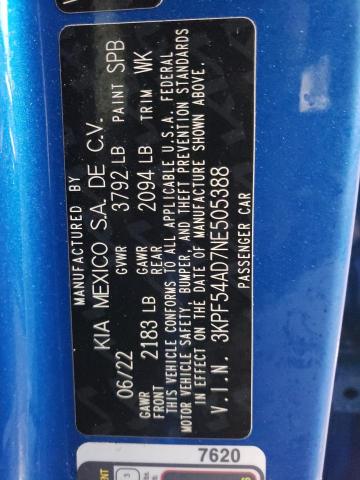 MANUFACTURED BY
KIA MEXICO S.A. DE C.V.
06/22 GVWR 3792 LB PAINT SPB
GAWR FRONT 2183 LB GAWR REAR 2094 LB TRIM WK
THIS VEHICLE CONFORMS TO ALL APPLICABLE U.S.A. FEDERAL
MOTOR VEHICLE SAFETY, BUMPER, AND THEFT PREVENTION STANDARDS
IN EFFECT ON THE DATE OF MANUFACTURE SHOWN ABOVE.
V.I.N. 3KPF54AD7NE505388
PASSENGER CAR
7620